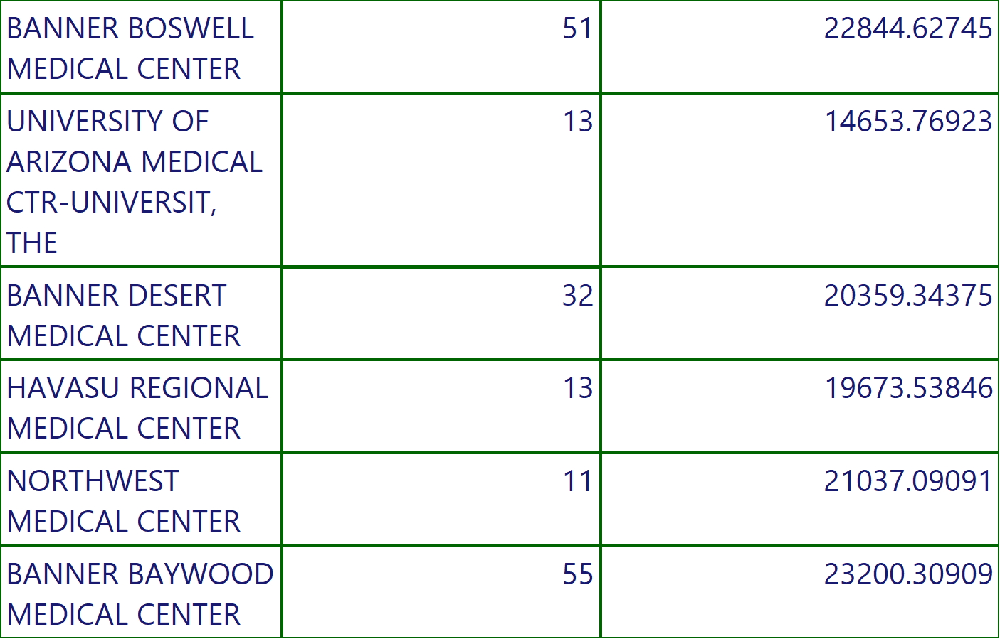 BANNER BOSWELL 51 22844.62745
MEDICAL CENTER
UNIVERSITY OF 13 14653.76923
ARIZONA MEDICAL
CTR-UNIVERSIT,
THE
BANNER DESERT 32 20359.34375
MEDICAL CENTER
HAVASU REGIONAL 13 19673.53846
MEDICAL CENTER
NORTHWEST 11 21037.09091
MEDICAL CENTER
BANNER BAYWOOD 55 23200.30909
MEDICAL CENTER